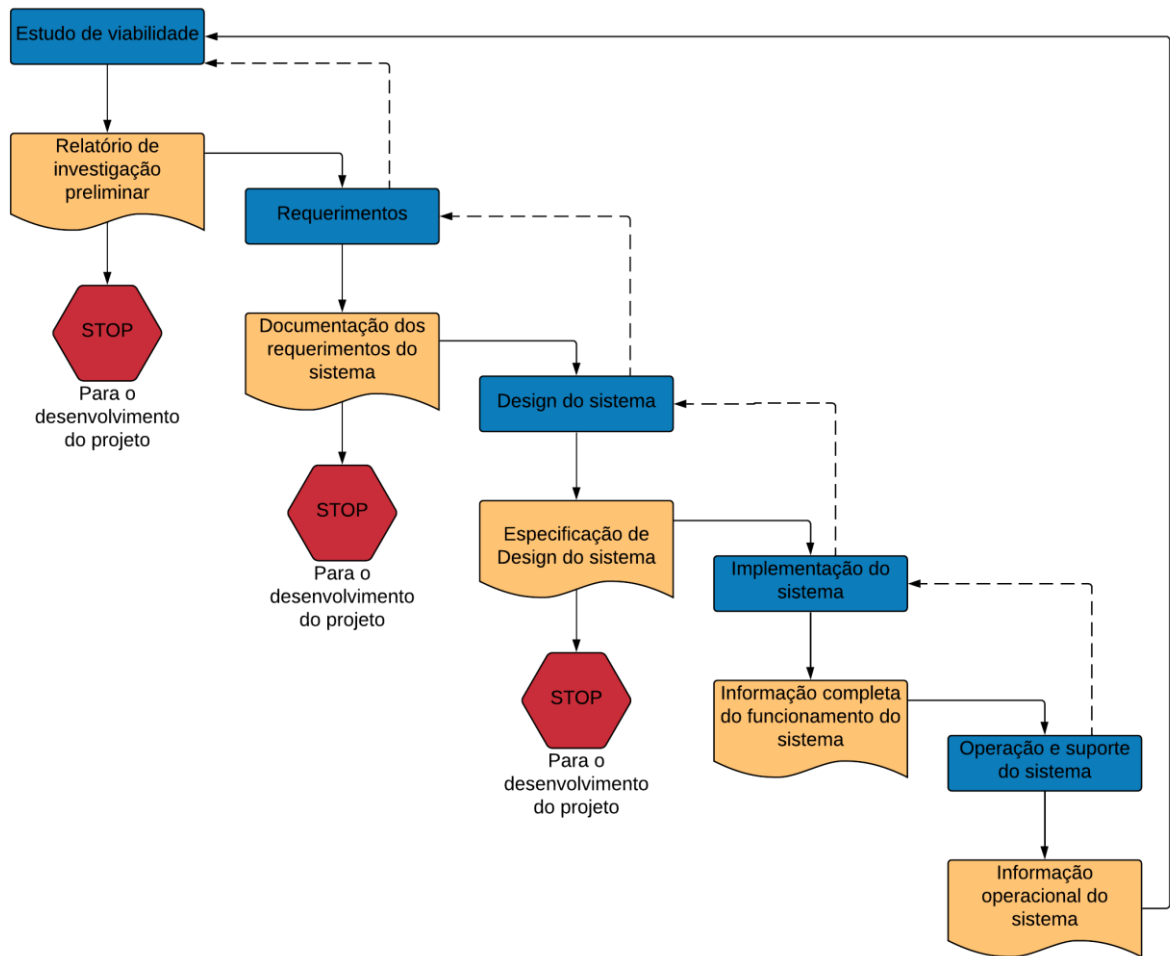 Estudo de viabilidade
Relatório de
investigação
preliminar
Requerimentos
STOP
Para o
desenvolvimento
do projeto
Documentação dos
requerimentos do
sistema
Design do sistema
STOP
Para o
desenvolvimento
do projeto
Especificação de
Design do sistema
Implementação do
sistema
STOP
Para o
desenvolvimento
do projeto
Informação completa
do funcionamento do
sistema
Operação e suporte
do sistema
Informação
operacional do
sistema